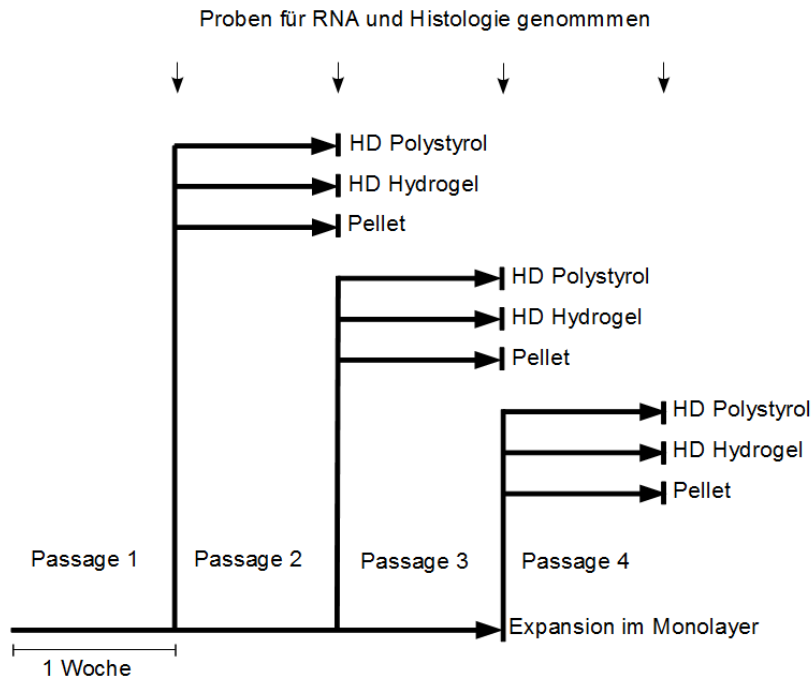 Proben für RNA und Histologie genommmen
HD Polystyrol
HD Hydrogel
Pellet
HD Polystyrol
HD Hydrogel
Pellet
HD Polystyrol
HD Hydrogel
Pellet
Passage 1
Passage 2
Passage 3
Passage 4
Expansion im Monolayer
1 Woche